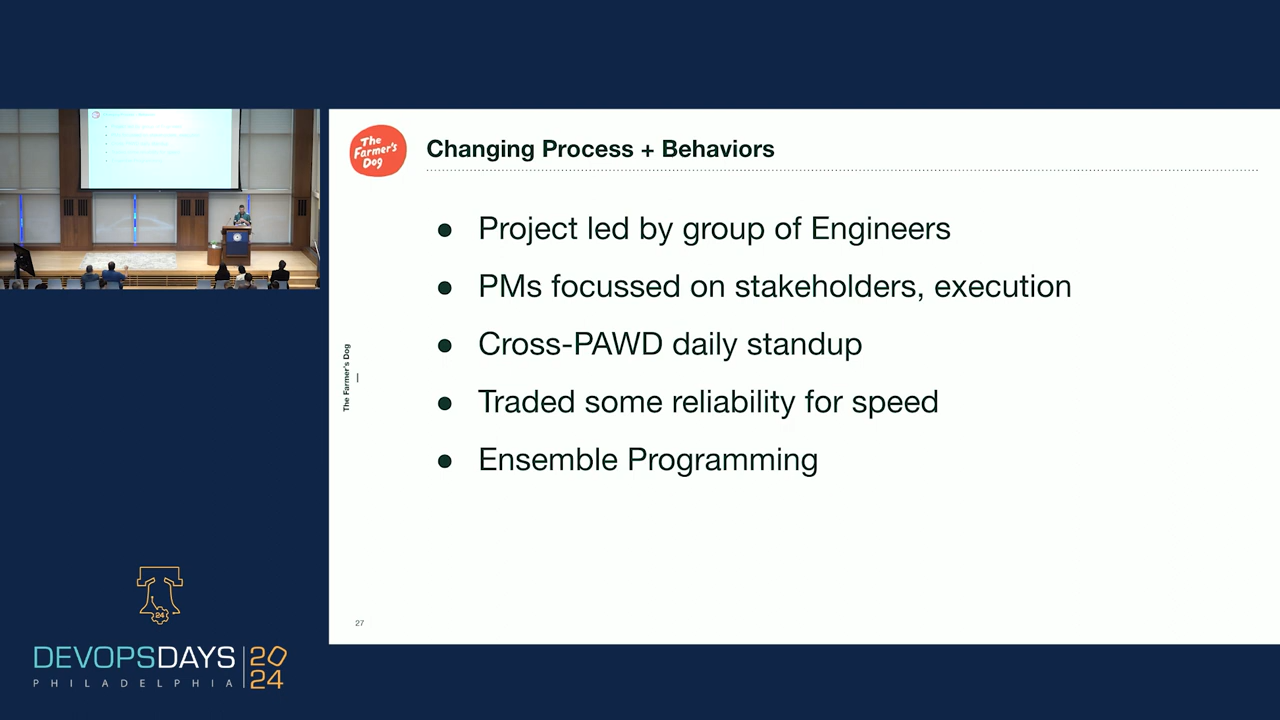 The
Farmer's
Dog
Changing Process + Behaviors
● Project led by group of Engineers
● PMs focussed on stakeholders, execution
● Cross-PAWD daily standup
● Traded some reliability for speed
● Ensemble Programming
The Farmer's Dog —
27
24
DEVOPSDAYS 2024
PHILADELPHIA